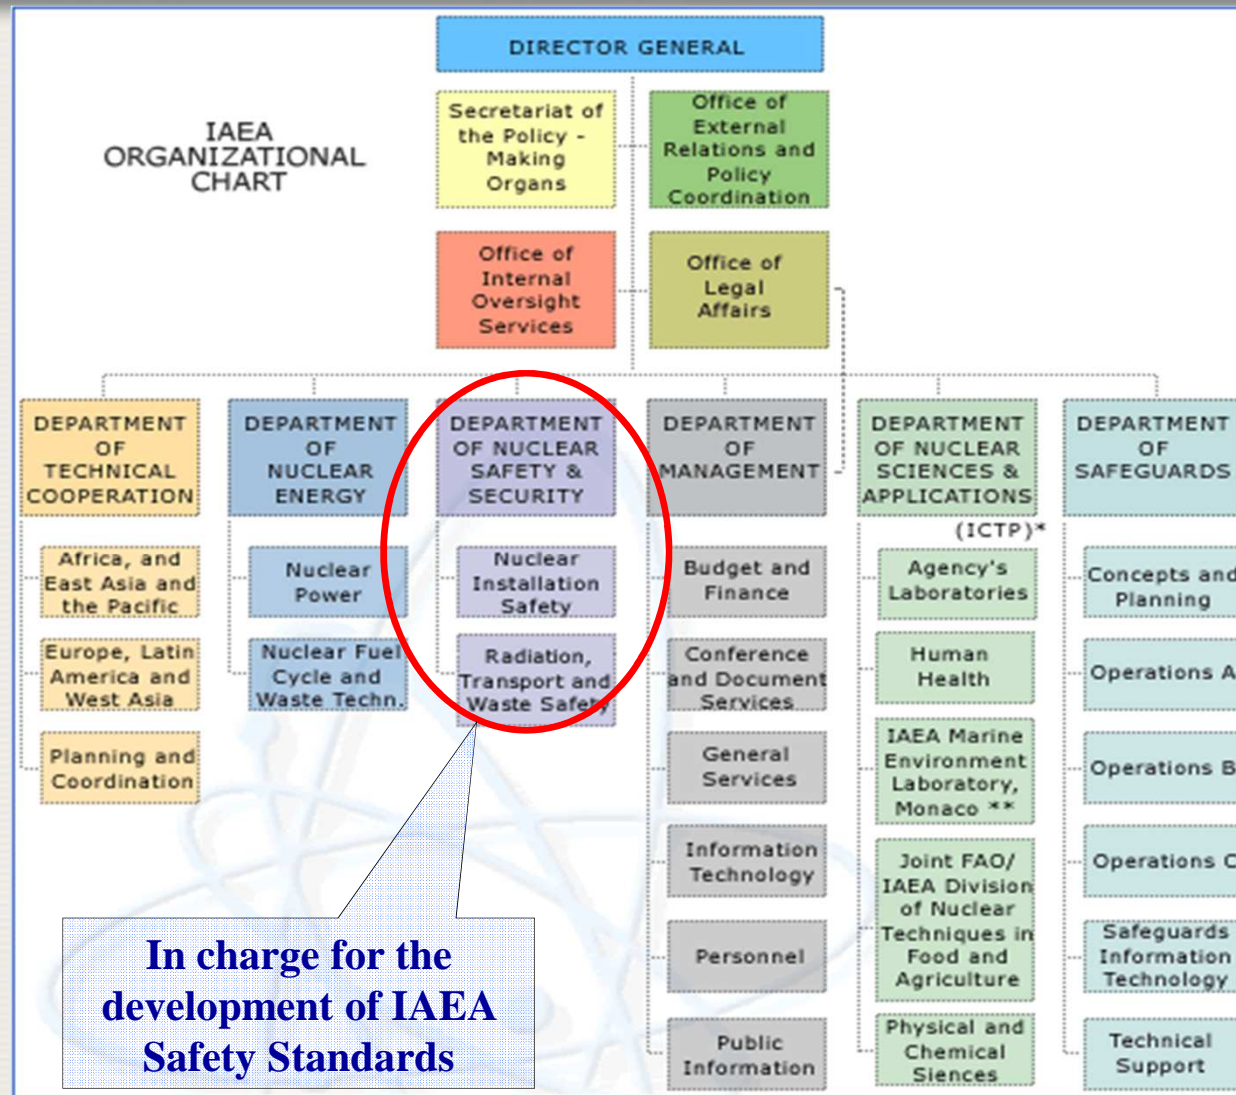 DIRECTOR GENERAL
IAEA
ORGANIZATIONAL
CHART
Secretariat of
the Policy -
Making
Organs
Office of
External
Relations and
Policy
Coordination
Office of
Internal
Oversight
Services
Office of
Legal
Affairs
DEPARTMENT
OF
TECHNICAL
COOPERATION
Africa, and
East Asia and
the Pacific
Europe, Latin
America and
West Asia
Planning and
Coordination
DEPARTMENT
OF
NUCLEAR
ENERGY
Nuclear
Power
Nuclear Fuel
Cycle and
Waste Techn.
DEPARTMENT
OF NUCLEAR
SAFETY &
SECURITY
Nuclear
Installation
Safety
Radiation,
Transport and
Waste Safety
DEPARTMENT
OF
MANAGEMENT
Budget and
Finance
Conference
and Document
Services
General
Services
Information
Technology
Personnel
Public
Information
DEPARTMENT
OF NUCLEAR
SCIENCES &
APPLICATIONS
(ICTP)*
Agency's
Laboratories
Human
Health
IAEA Marine
Environment
Laboratory,
Monaco **
Joint FAO/
IAEA Division
of Nuclear
Techniques in
Food and
Agriculture
Physical and
Chemical
Siences
DEPARTMENT
OF
SAFEGUARDS
Concepts and
Planning
Operations A
Operations B
Operations C
Safeguards
Information
Technology
Technical
Support
In charge for the
development of IAEA
Safety Standards